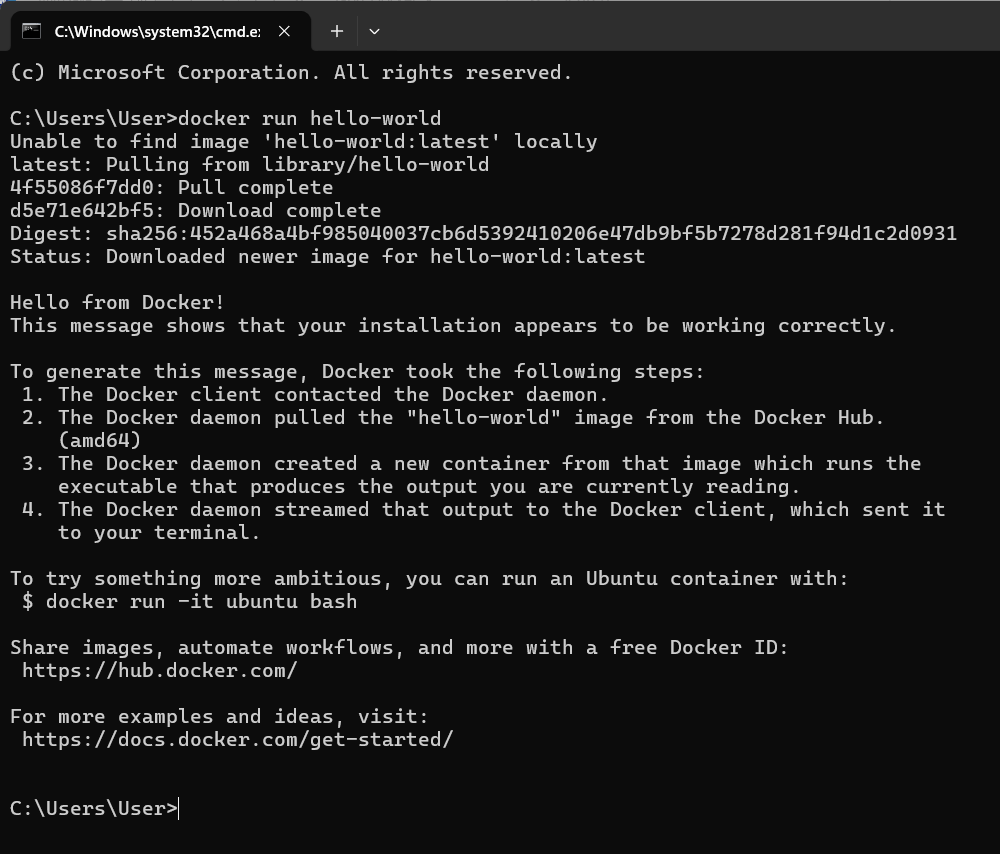 C:\Windows\system32\cmd.e
(c) Microsoft Corporation. All rights reserved.
C:\Users\User>docker run hello-world
Unable to find image 'hello-world:latest' locally
latest: Pulling from library/hello-world
4f55086f7dd0: Pull complete
d5e71e642bf5: Download complete
Digest: sha256:452a468a4bf985040037cb6d5392410206e47db9bf5b7278d281f94d1c2d0931
Status: Downloaded newer image for hello-world:latest
Hello from Docker!
This message shows that your installation appears to be working correctly.
To generate this message, Docker took the following steps:
1. The Docker client contacted the Docker daemon.
2. The Docker daemon pulled the "hello-world" image from the Docker Hub.
(amd64)
3. The Docker daemon created a new container from that image which runs the
executable that produces the output you are currently reading.
4. The Docker daemon streamed that output to the Docker client, which sent it
to your terminal.
To try something more ambitious, you can run an Ubuntu container with:
$ docker run -it ubuntu bash
Share images, automate workflows, and more with a free Docker ID:
https://hub.docker.com/
For more examples and ideas, visit:
https://docs.docker.com/get-started/
C:\Users\User>